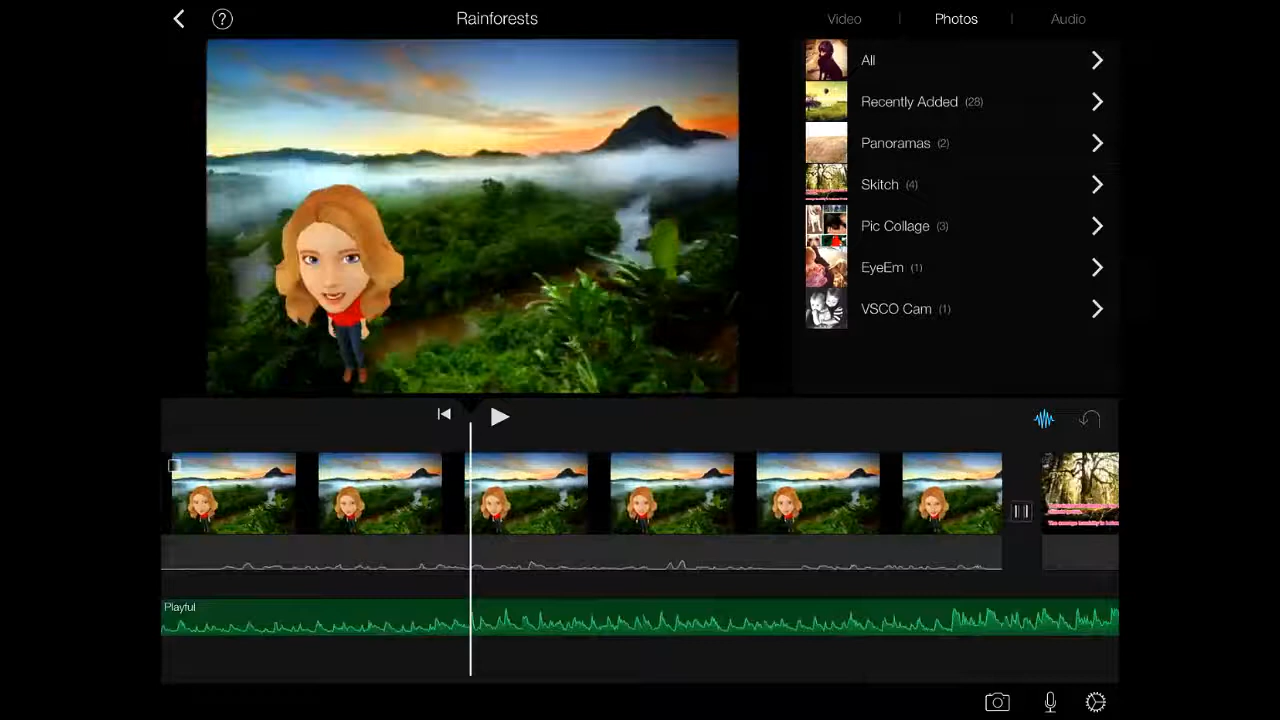 Rainforests
Video
Photos
Audio
All
Recently Added (28)
Panoramas (2)
Skitch (4)
Pic Collage (3)
EyeEm (1)
VSCO Cam (1)
Playful